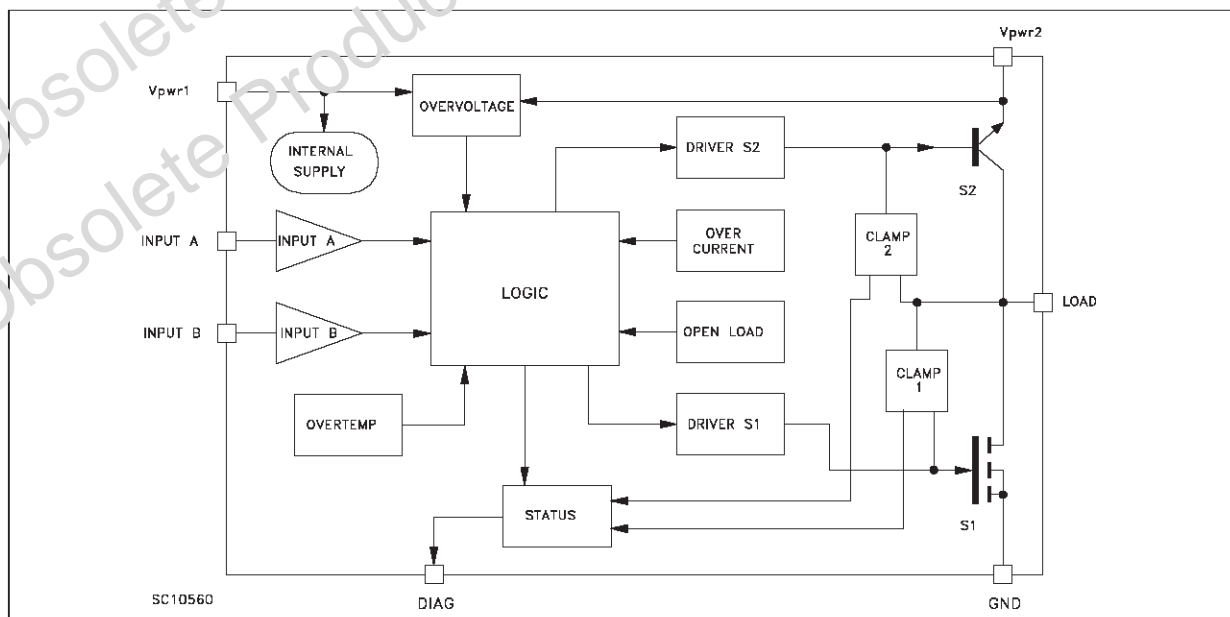 Obsolete Product
Obsolete Produc
Vpwr2
Vpwr1
OVERVOLTAGE
INTERNAL
SUPPLY
DRIVER S2
S2
INPUT A
INPUT A
OVER
CURRENT
CLAMP
2
LOGIC
LOAD
INPUT B
INPUT B
OPEN LOAD
CLAMP
1
OVERTEMP
DRIVER S1
STATUS
S1
SC10560
DIAG
GND